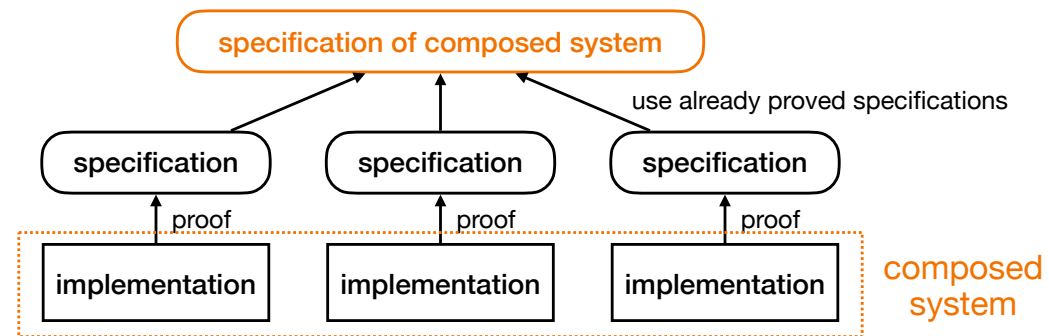 specification of composed system
use already proved specifications
specification specification specification
proof proof proof
implementation implementation implementation
composed
system